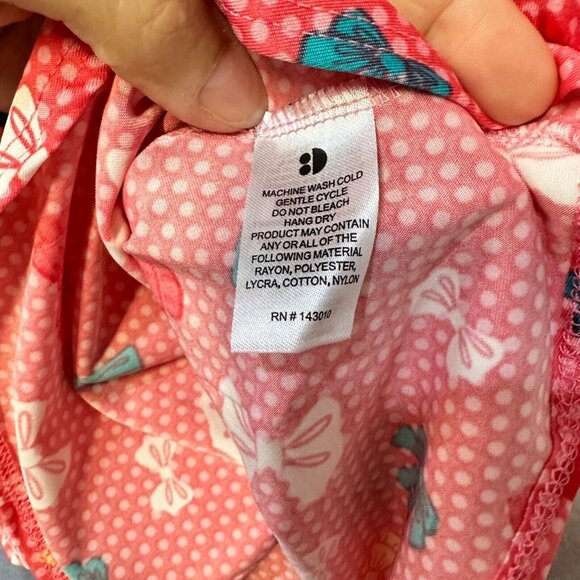 MACHINE WASH COLD
GENTLE CYCLE
DO NOT BLEACH
HANG DRY
PRODUCT MAY CONTAIN
ANY OR ALL OF THE
FOLLOWING MATERIAL
RAYON, POLYESTER,
LYCRA, COTTON, NYLON
RN # 143010